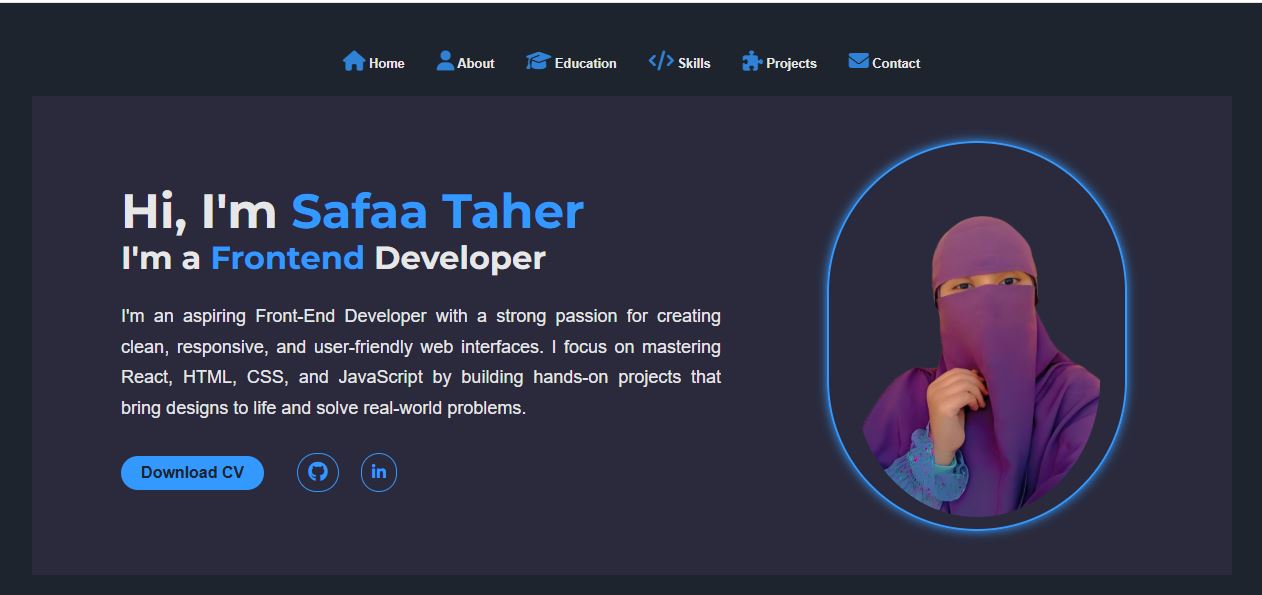 Home About Education Skills Projects Contact
Hi, I'm Safaa Taher
I'm a Frontend Developer
I'm an aspiring Front-End Developer with a strong passion for creating
clean, responsive, and user-friendly web interfaces. I focus on mastering
React, HTML, CSS, and JavaScript by building hands-on projects that
bring designs to life and solve real-world problems.
Download CV in